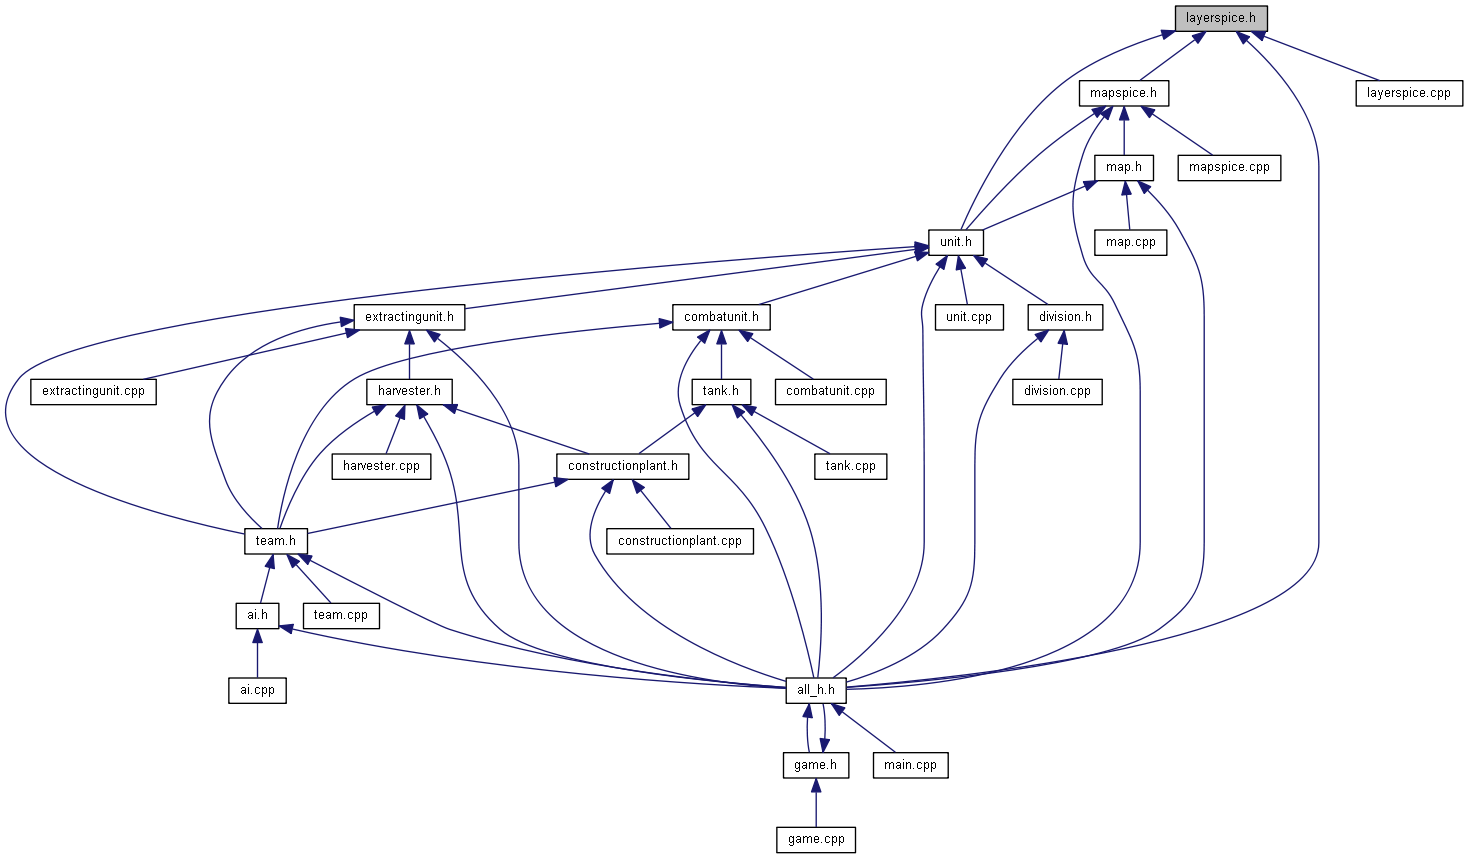 layerspice.h
mapspice.h
layerspice.cpp
map.h
mapspice.cpp
unit.h
map.cpp
extractingunit.h
combatunit.h
unit.cpp
division.h
extractingunit.cpp
harvester.h
tank.h
combatunit.cpp
division.cpp
harvester.cpp
constructionplant.h
tank.cpp
team.h
constructionplant.cpp
ai.h
team.cpp
ai.cpp
all_h.h
game.h
main.cpp
game.cpp